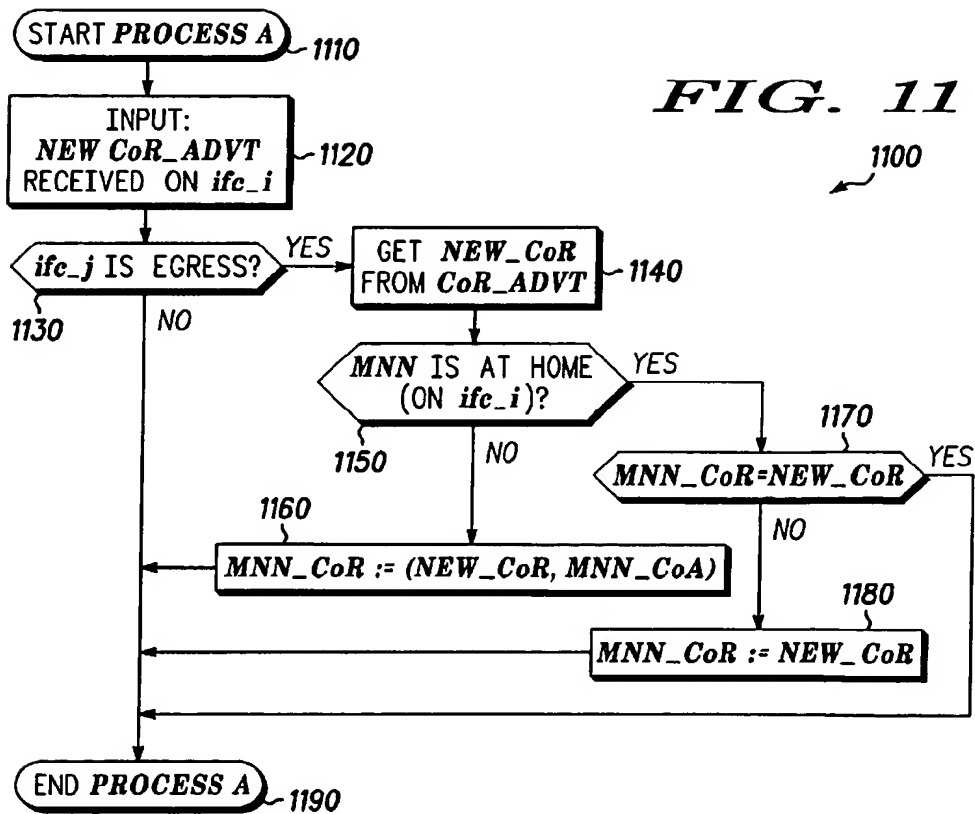 START PROCESS A
1110
FIG. 11
1100
INPUT:
NEW CoR_ADVT
RECEIVED ON ifc_i
1120
ifc_j IS EGRESS?
YES
1130
NO
GET NEW_CoR
FROM CoR_ADVT
1140
MNN IS AT HOME
(ON ifc_i)?
YES
1150
NO
1170
MNN_CoR=NEW_CoR
YES
NO
1160
MNN_CoR := (NEW_CoR, MNN_CoA)
1180
MNN_CoR := NEW_CoR
END PROCESS A
1190